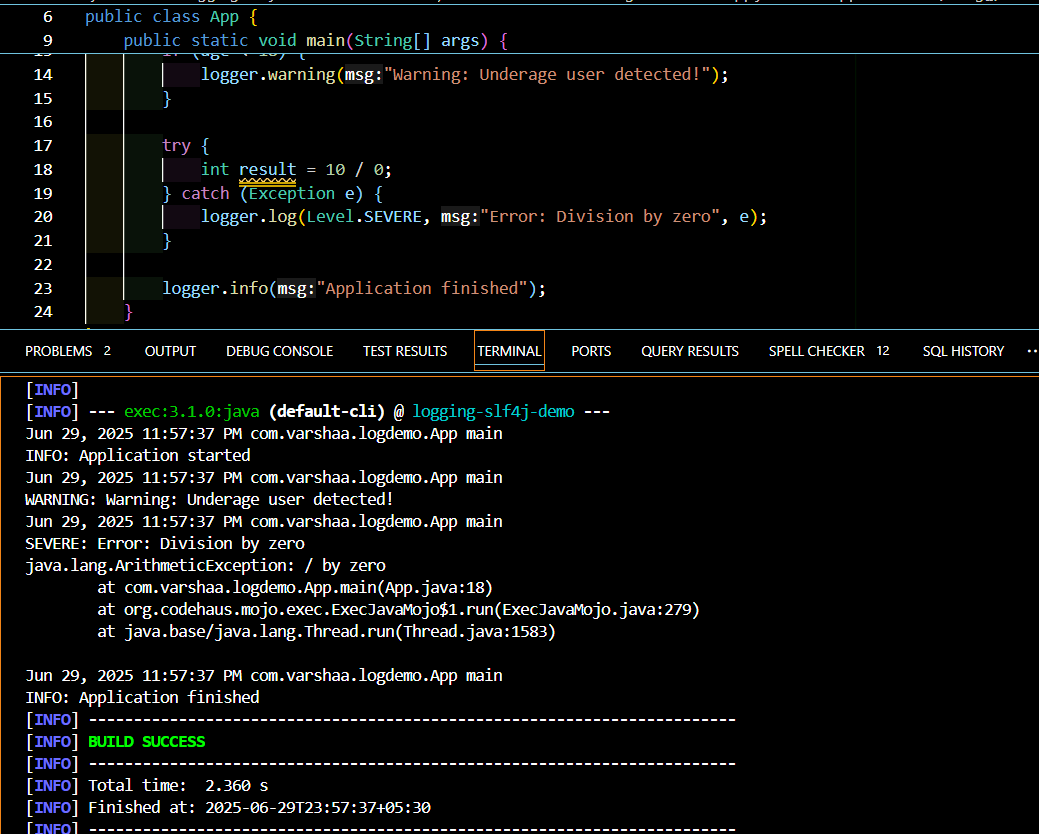 6 public class App {
9 public static void main(String[] args) {
14 logger.warning(msg:"Warning: Underage user detected!");
15 }
16
17 try {
18 int result = 10 / 0;
19 } catch (Exception e) {
20 logger.log(Level.SEVERE, msg:"Error: Division by zero", e);
21 }
22
23 logger.info(msg:"Application finished");
24 }
PROBLEMS 2 OUTPUT DEBUG CONSOLE TEST RESULTS TERMINAL PORTS QUERY RESULTS SPELL CHECKER 12 SQL HISTORY
[INFO]
[INFO] --- exec:3.1.0:java (default-cli) @ logging-slf4j-demo ---
Jun 29, 2025 11:57:37 PM com.varshaa.logdemo.App main
INFO: Application started
Jun 29, 2025 11:57:37 PM com.varshaa.logdemo.App main
WARNING: Warning: Underage user detected!
Jun 29, 2025 11:57:37 PM com.varshaa.logdemo.App main
SEVERE: Error: Division by zero
java.lang.ArithmeticException: / by zero
at com.varshaa.logdemo.App.main(App.java:18)
at org.codehaus.mojo.exec.ExecJavaMojo$1.run(ExecJavaMojo.java:279)
at java.base/java.lang.Thread.run(Thread.java:1583)
Jun 29, 2025 11:57:37 PM com.varshaa.logdemo.App main
INFO: Application finished
[INFO] ------------------------------------------------------------------------
[INFO] BUILD SUCCESS
[INFO] ------------------------------------------------------------------------
[INFO] Total time:  2.360 s
[INFO] Finished at: 2025-06-29T23:57:37+05:30
[INFO] ------------------------------------------------------------------------